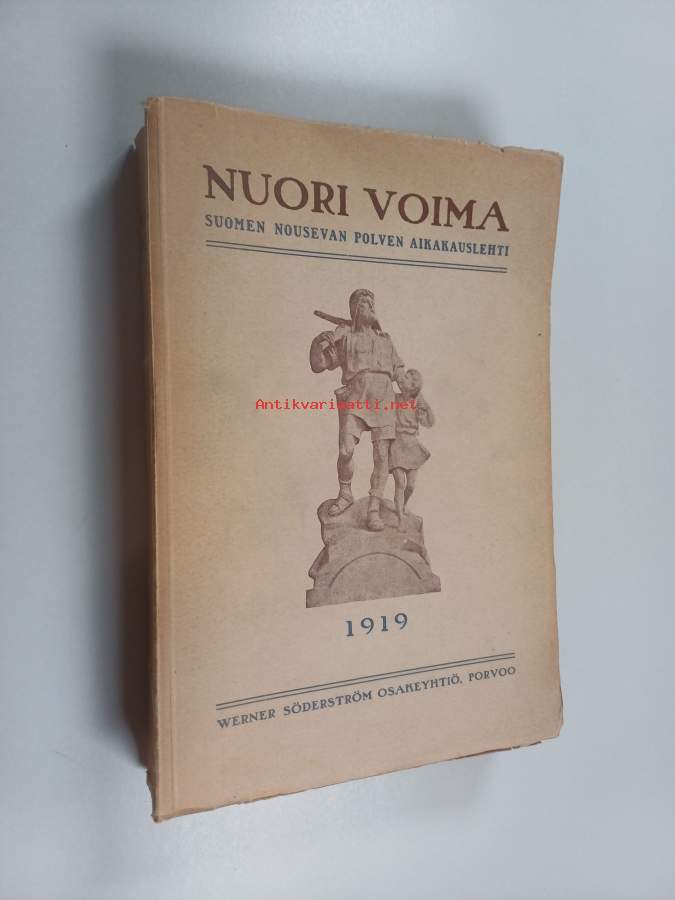 NUORI VOIMA
SUOMEN NOUSEVAN POLVEN AIKAKAUSLEHTI
Antikvariaatti.net
1919
WERNER SÖDERSTRÖM OSAKEYHTIÖ. PORVOO